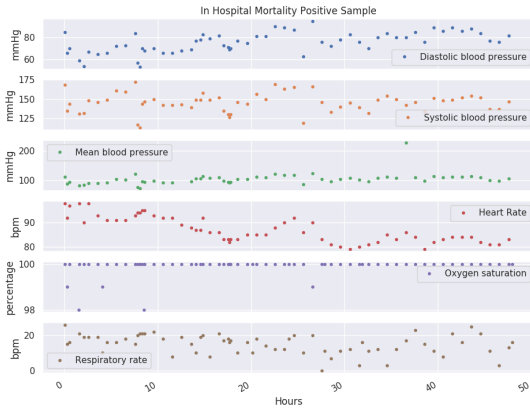 In Hospital Mortality Positive Sample
mmHg
80
60
Diastolic blood pressure
mmHg
175
150
125
Systolic blood pressure
mmHg
200
100
Mean blood pressure
bpm
90
80
Heart Rate
percentage
100
98
Oxygen saturation
bpm
20
0
Respiratory rate
0
10
20
30
40
50
Hours